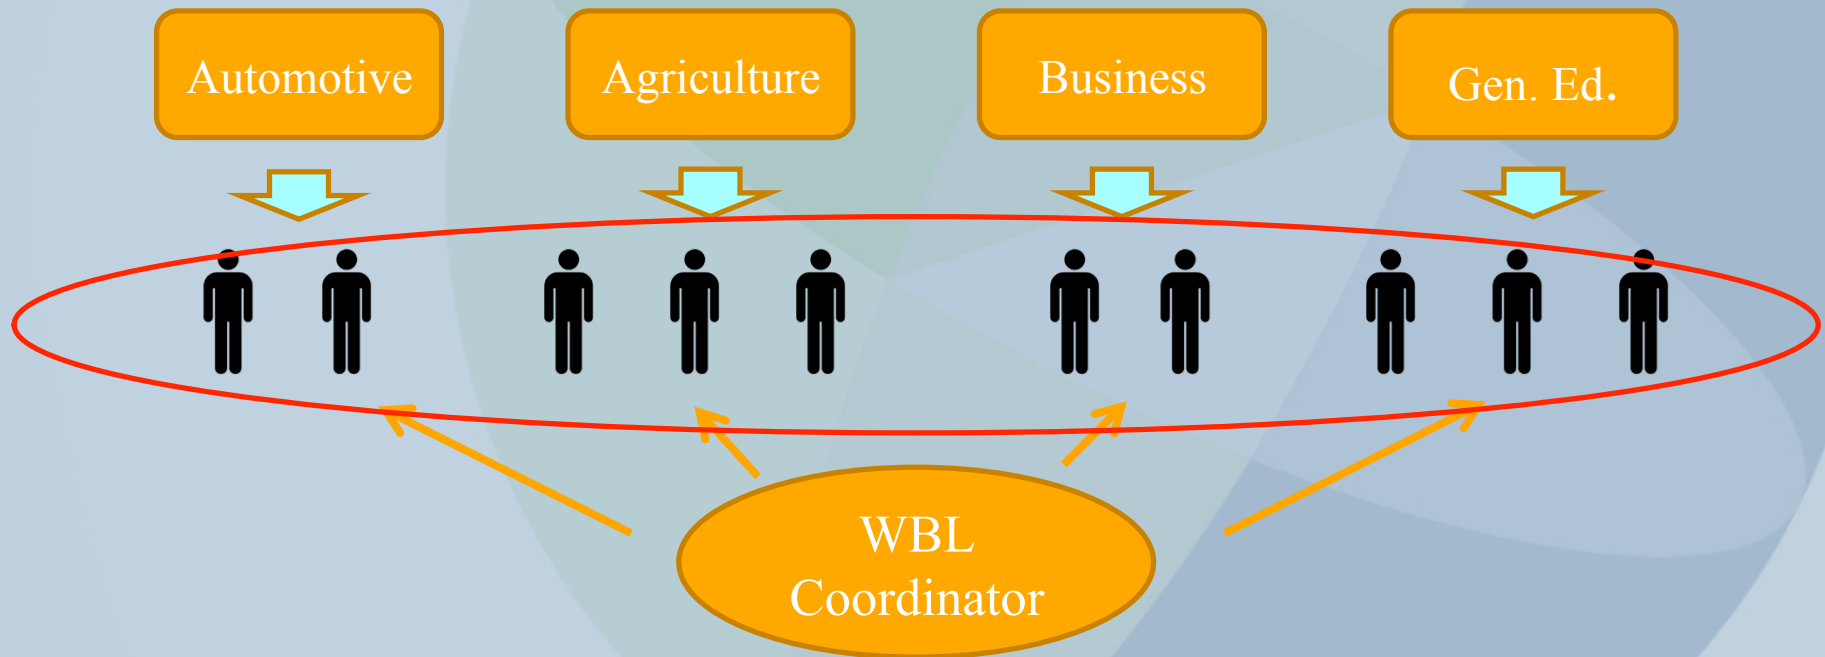 Automotive
Agriculture
Business
Gen. Ed.
WBL
Coordinator